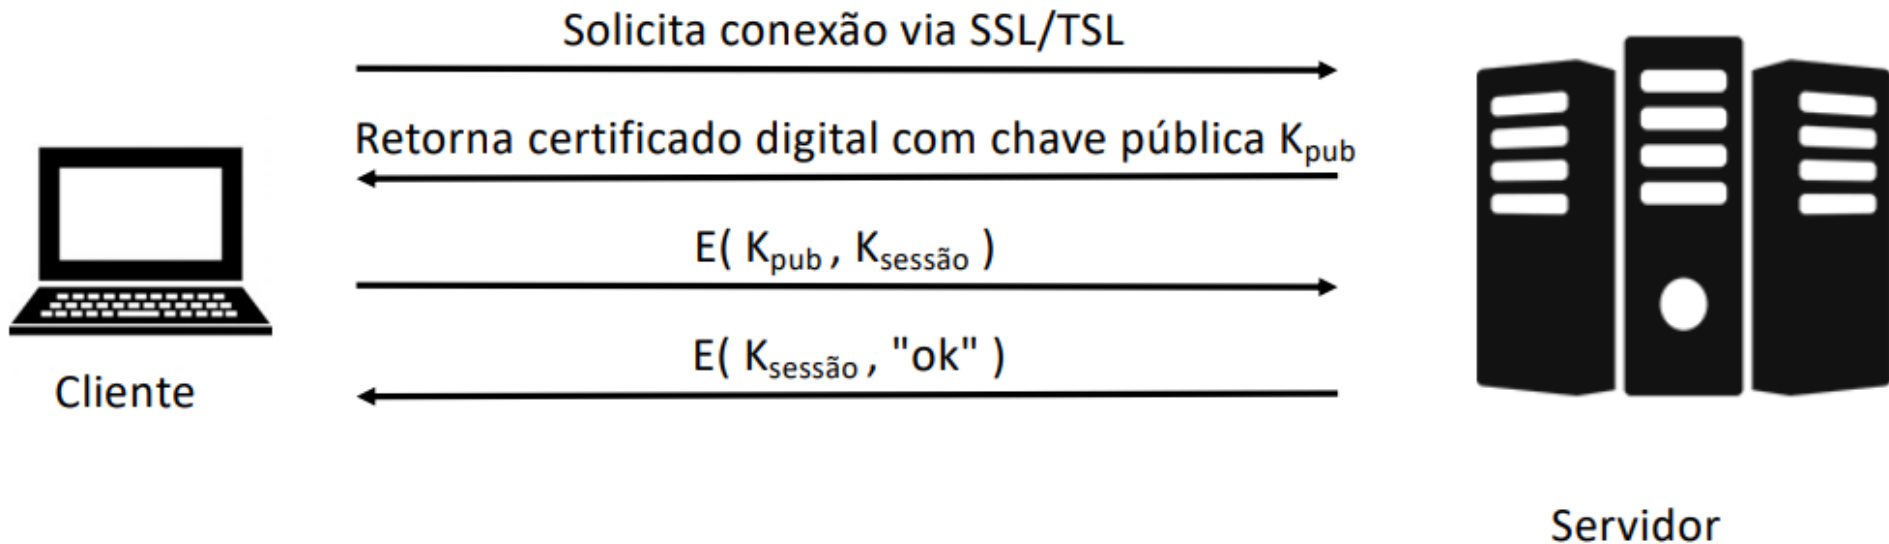 Solicita conexão via SSL/TSL
Retorna certificado digital com chave pública Kpub
E( Kpub , Ksessão )
E( Ksessão , "ok" )
Cliente
Servidor